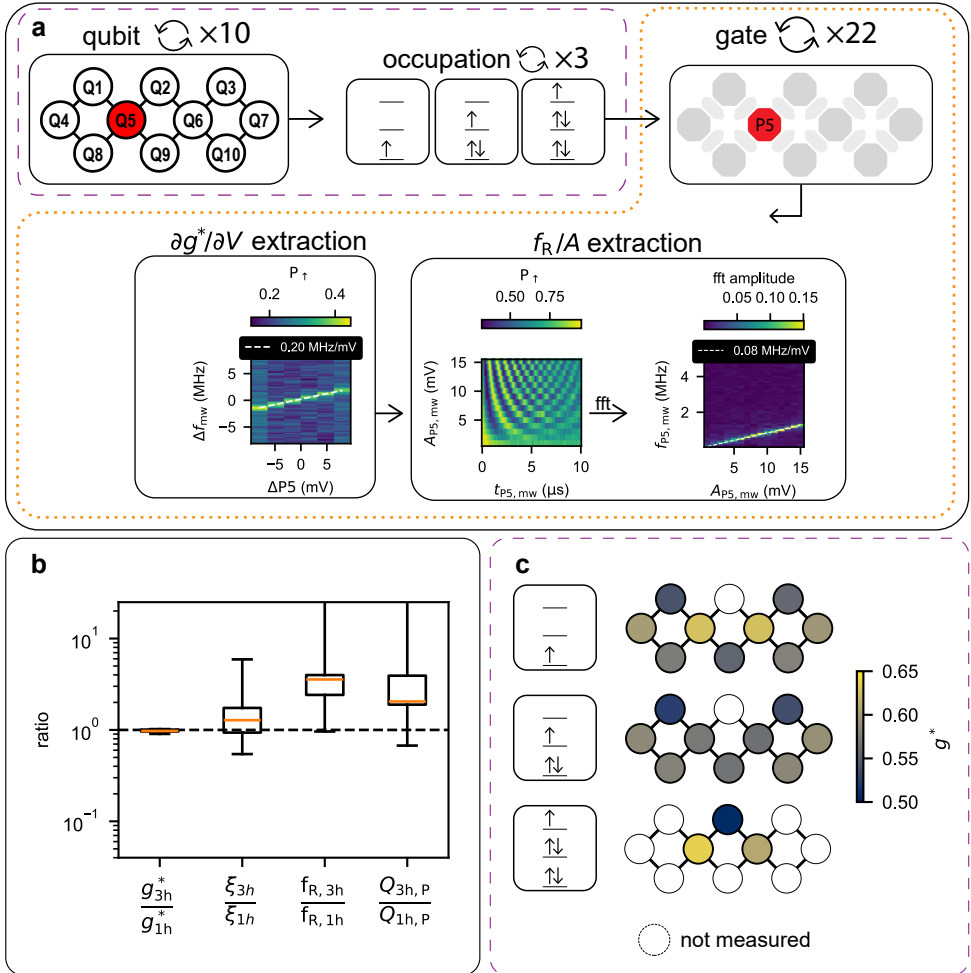 a
qubit ×10
occupation ×3
gate ×22
Q1 Q2 Q3
Q4 Q5 Q6 Q7
Q8 Q9 Q10
↑
↑
↑↓
↑
↑↓
↑↓
P5
∂g*/∂V extraction
P↑
0.2 0.4
0.20 MHz/mV
Δf_mw (MHz)
5
0
−5
−5 0 5
ΔP5 (mV)
f_R/A extraction
P↑
0.50 0.75
A_P5, mw (mV)
15
10
5
0 5 10
t_P5, mw (μs)
fft
fft amplitude
0.05 0.10 0.15
0.08 MHz/mV
f_P5, mw (MHz)
4
2
5 10 15
A_P5, mw (mV)
b
ratio
10^1
10^0
10^−1
g*_3h/g*_1h ξ_3h/ξ_1h f_R, 3h/f_R, 1h Q_3h, P/Q_1h, P
c
↑
↑
↑↓
↑
↑↓
↑↓
0.65
0.60
0.55
0.50
g*
not measured